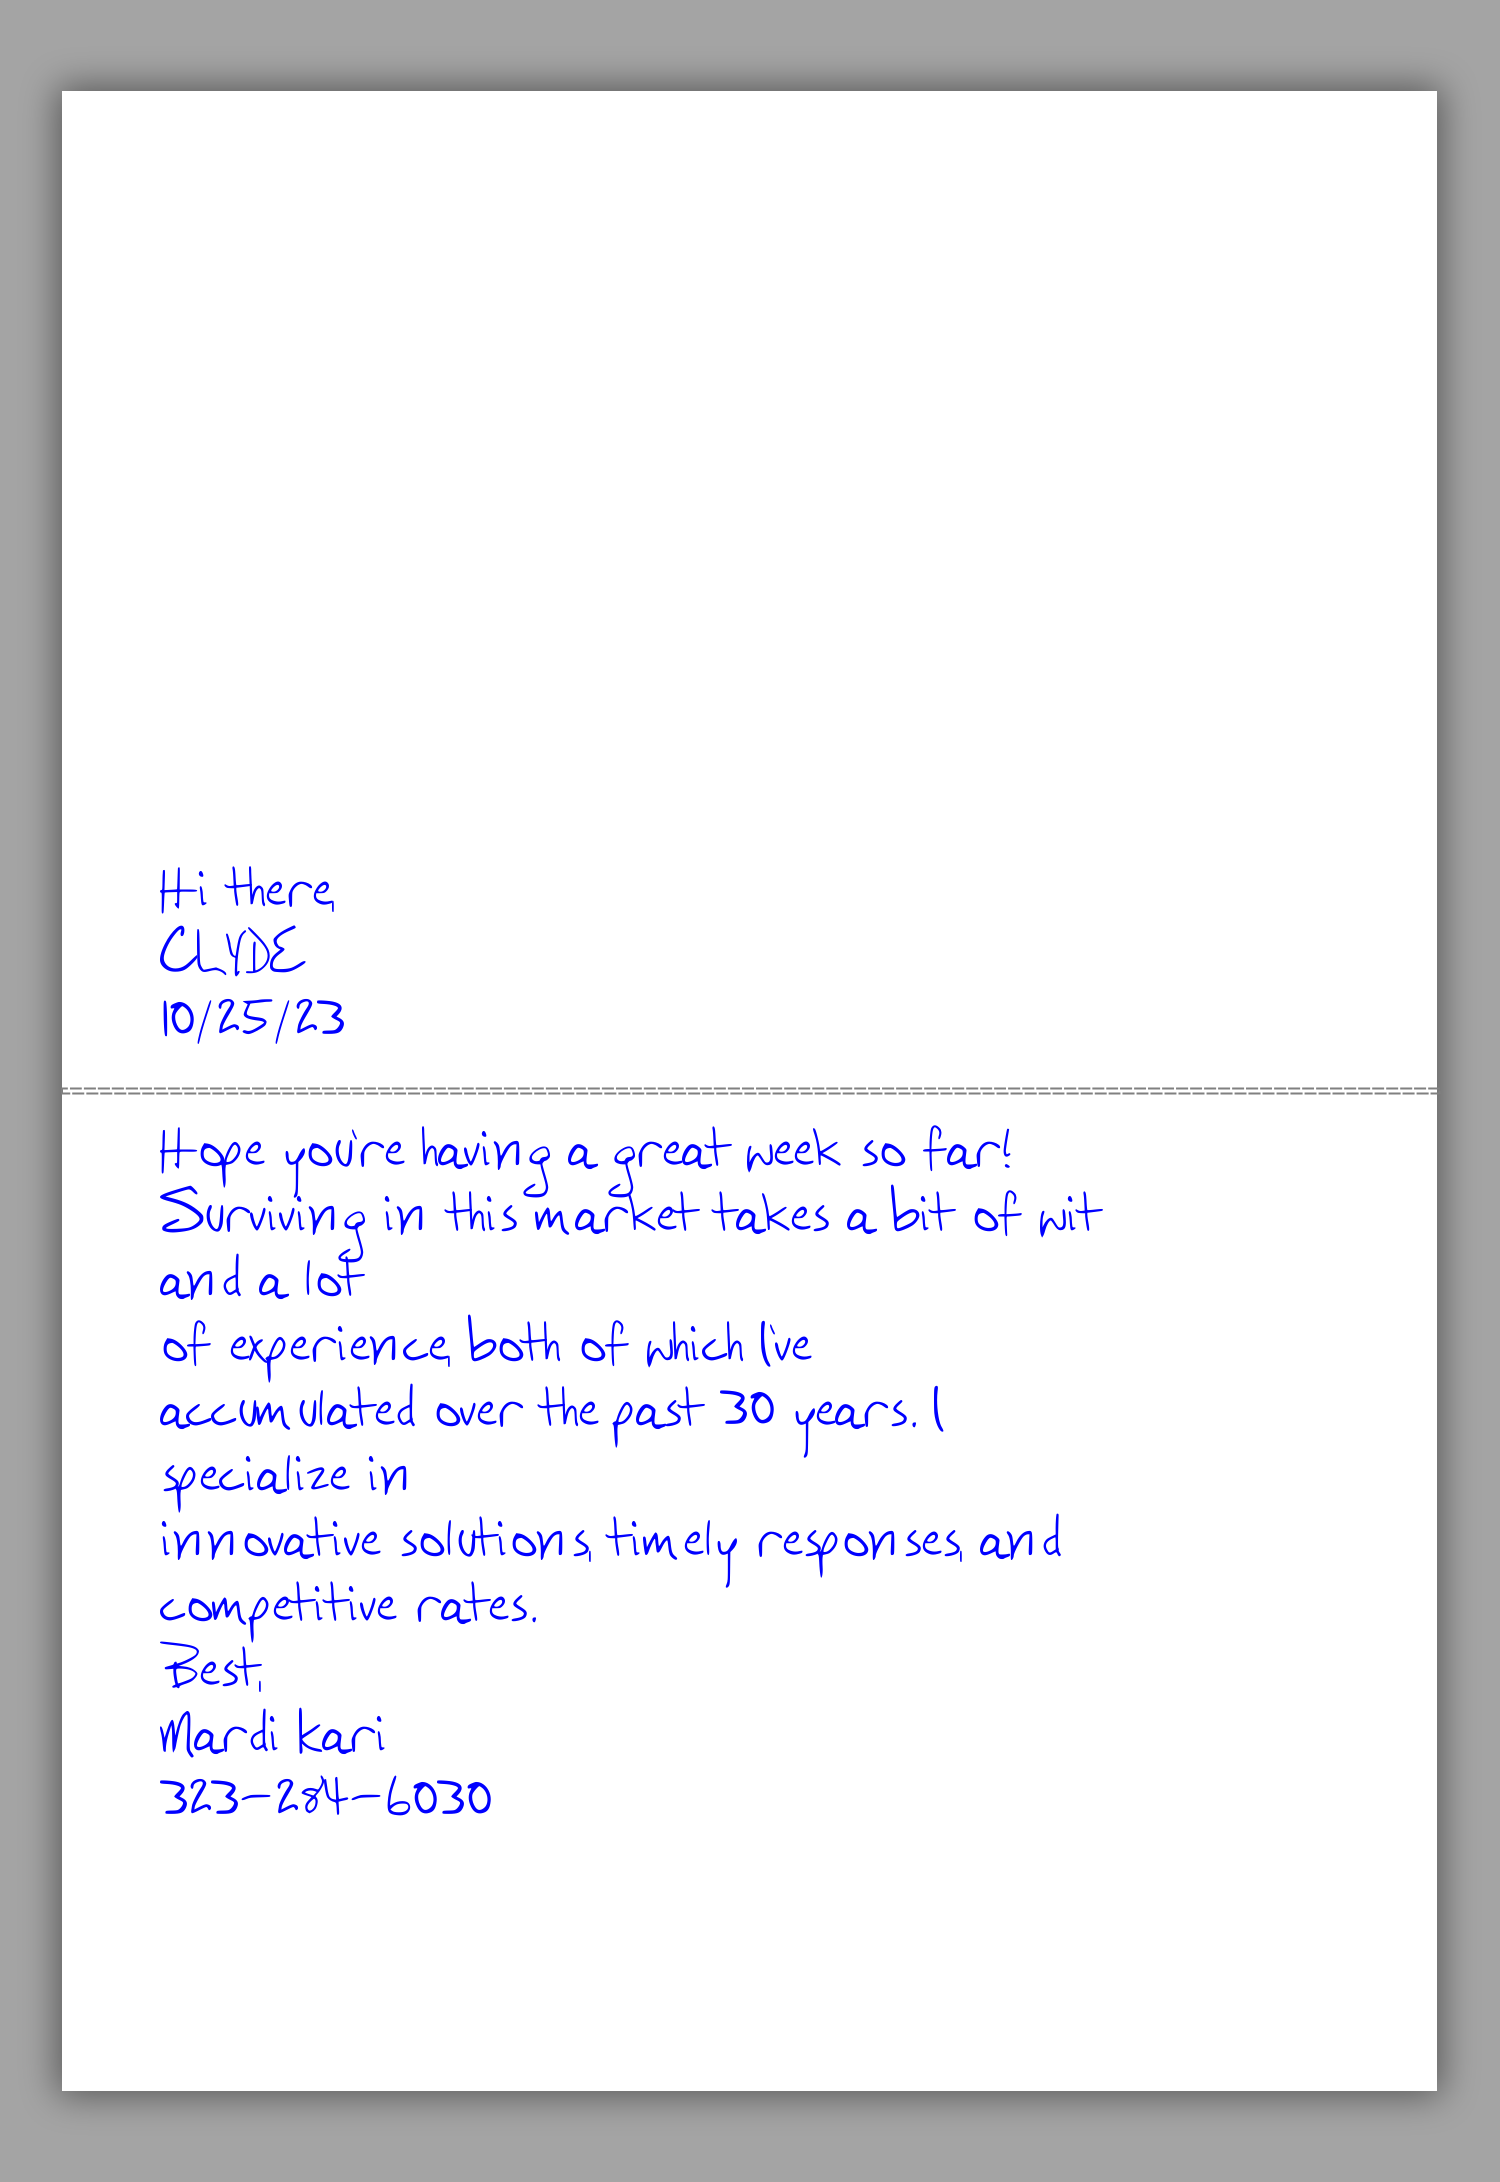 Hi there,
CLYDE
10/25/23
Hope you're having a great week so far!
Surviving in this market takes a bit of wit
and a lot
of experience, both of which I've
accumulated over the past 30 years. I
specialize in
innovative solutions, timely responses, and
competitive rates.
Best,
Mardi Kari
323-284-6030